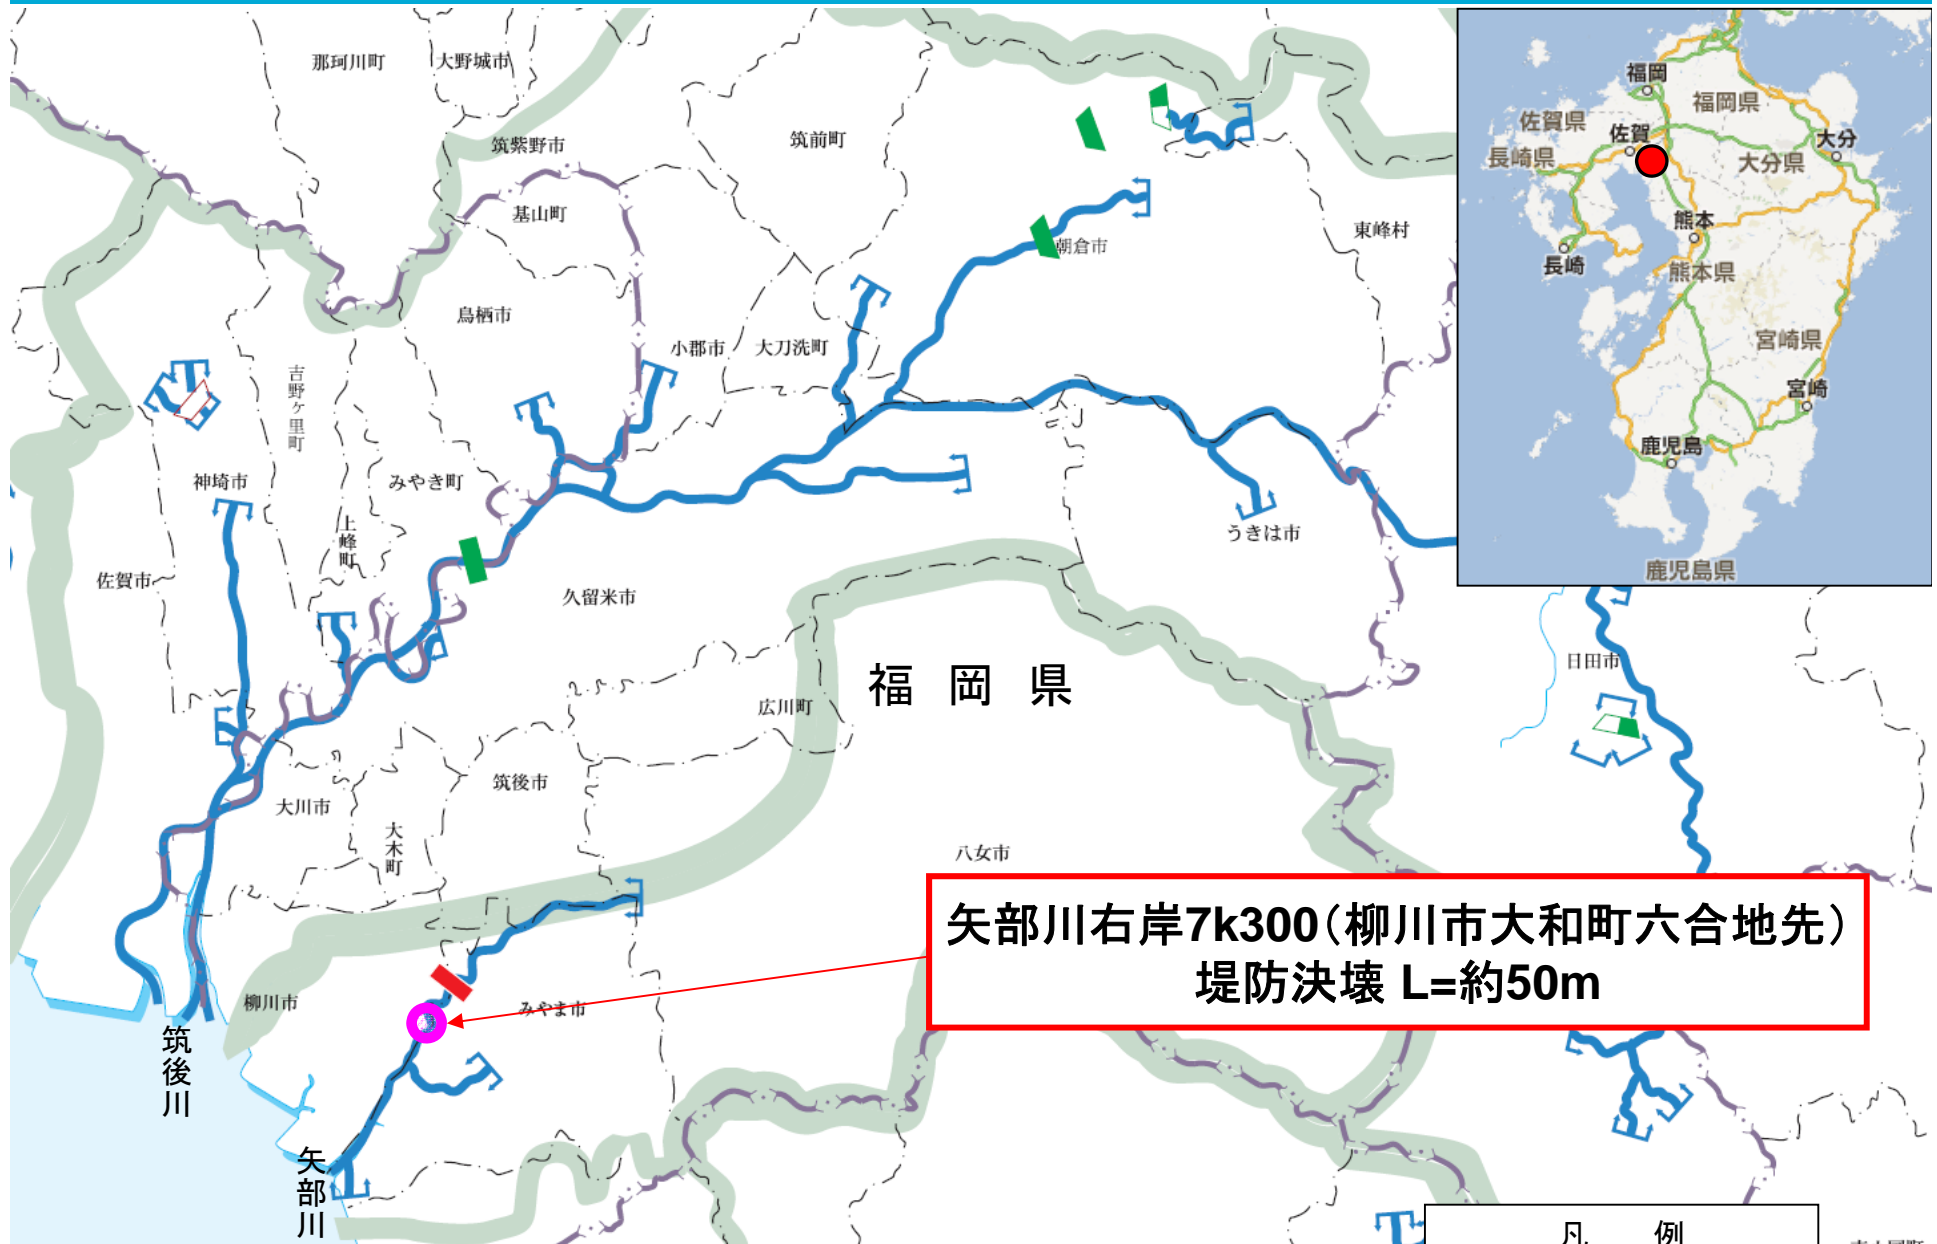 那珂川町
大野城市
筑紫野市
筑前町
基山町
東峰村
朝倉市
鳥栖市
小郡市
大刀洗町
吉野ヶ里町
神埼市
みやき町
上峰町
うきは市
佐賀市
久留米市
福岡県
広川町
日田市
筑後市
大川市
大木町
八女市
矢部川右岸7k300（柳川市大和町六合地先）
堤防決壊 L=約50m
柳川市
みやま市
筑後川
矢部川
凡 例
福岡
福岡県
佐賀県
佐賀
大分
長崎県
大分県
熊本
長崎
熊本県
宮崎県
宮崎
鹿児島
鹿児島県